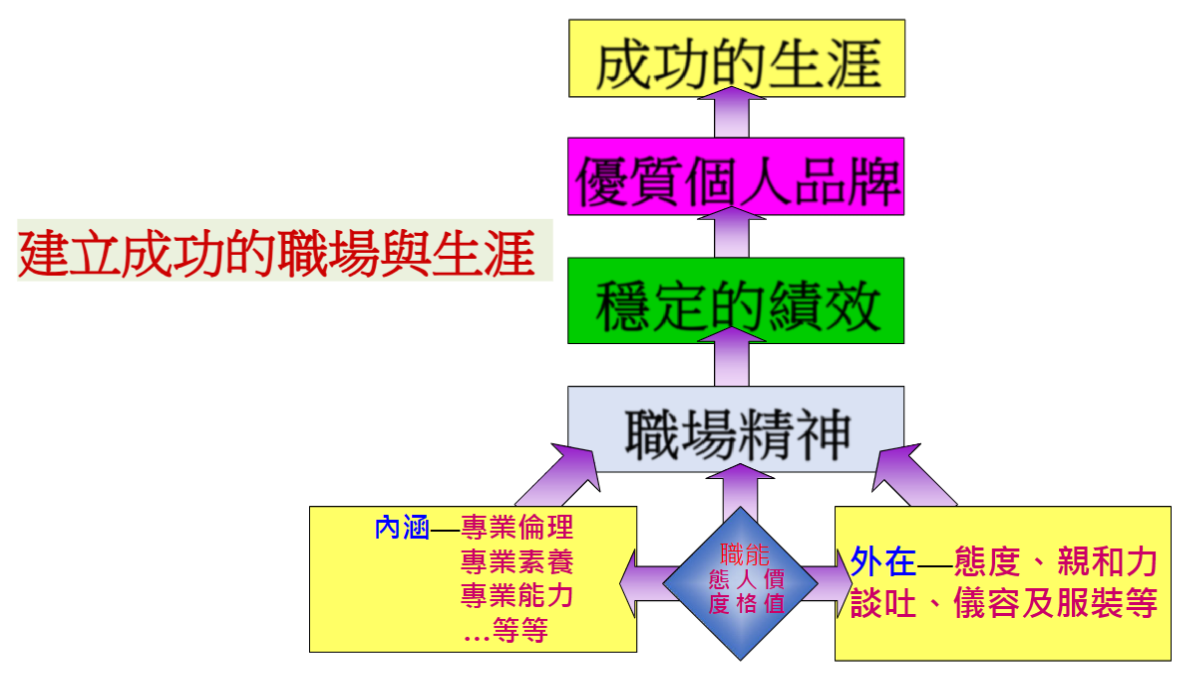 成功的生涯
優質個人品牌
建立成功的職場與生涯
穩定的績效
職場精神
內涵—專業倫理
專業素養
專業能力
...等等
職能
態人價
度格值
外在—態度、親和力
談吐、儀容及服裝等